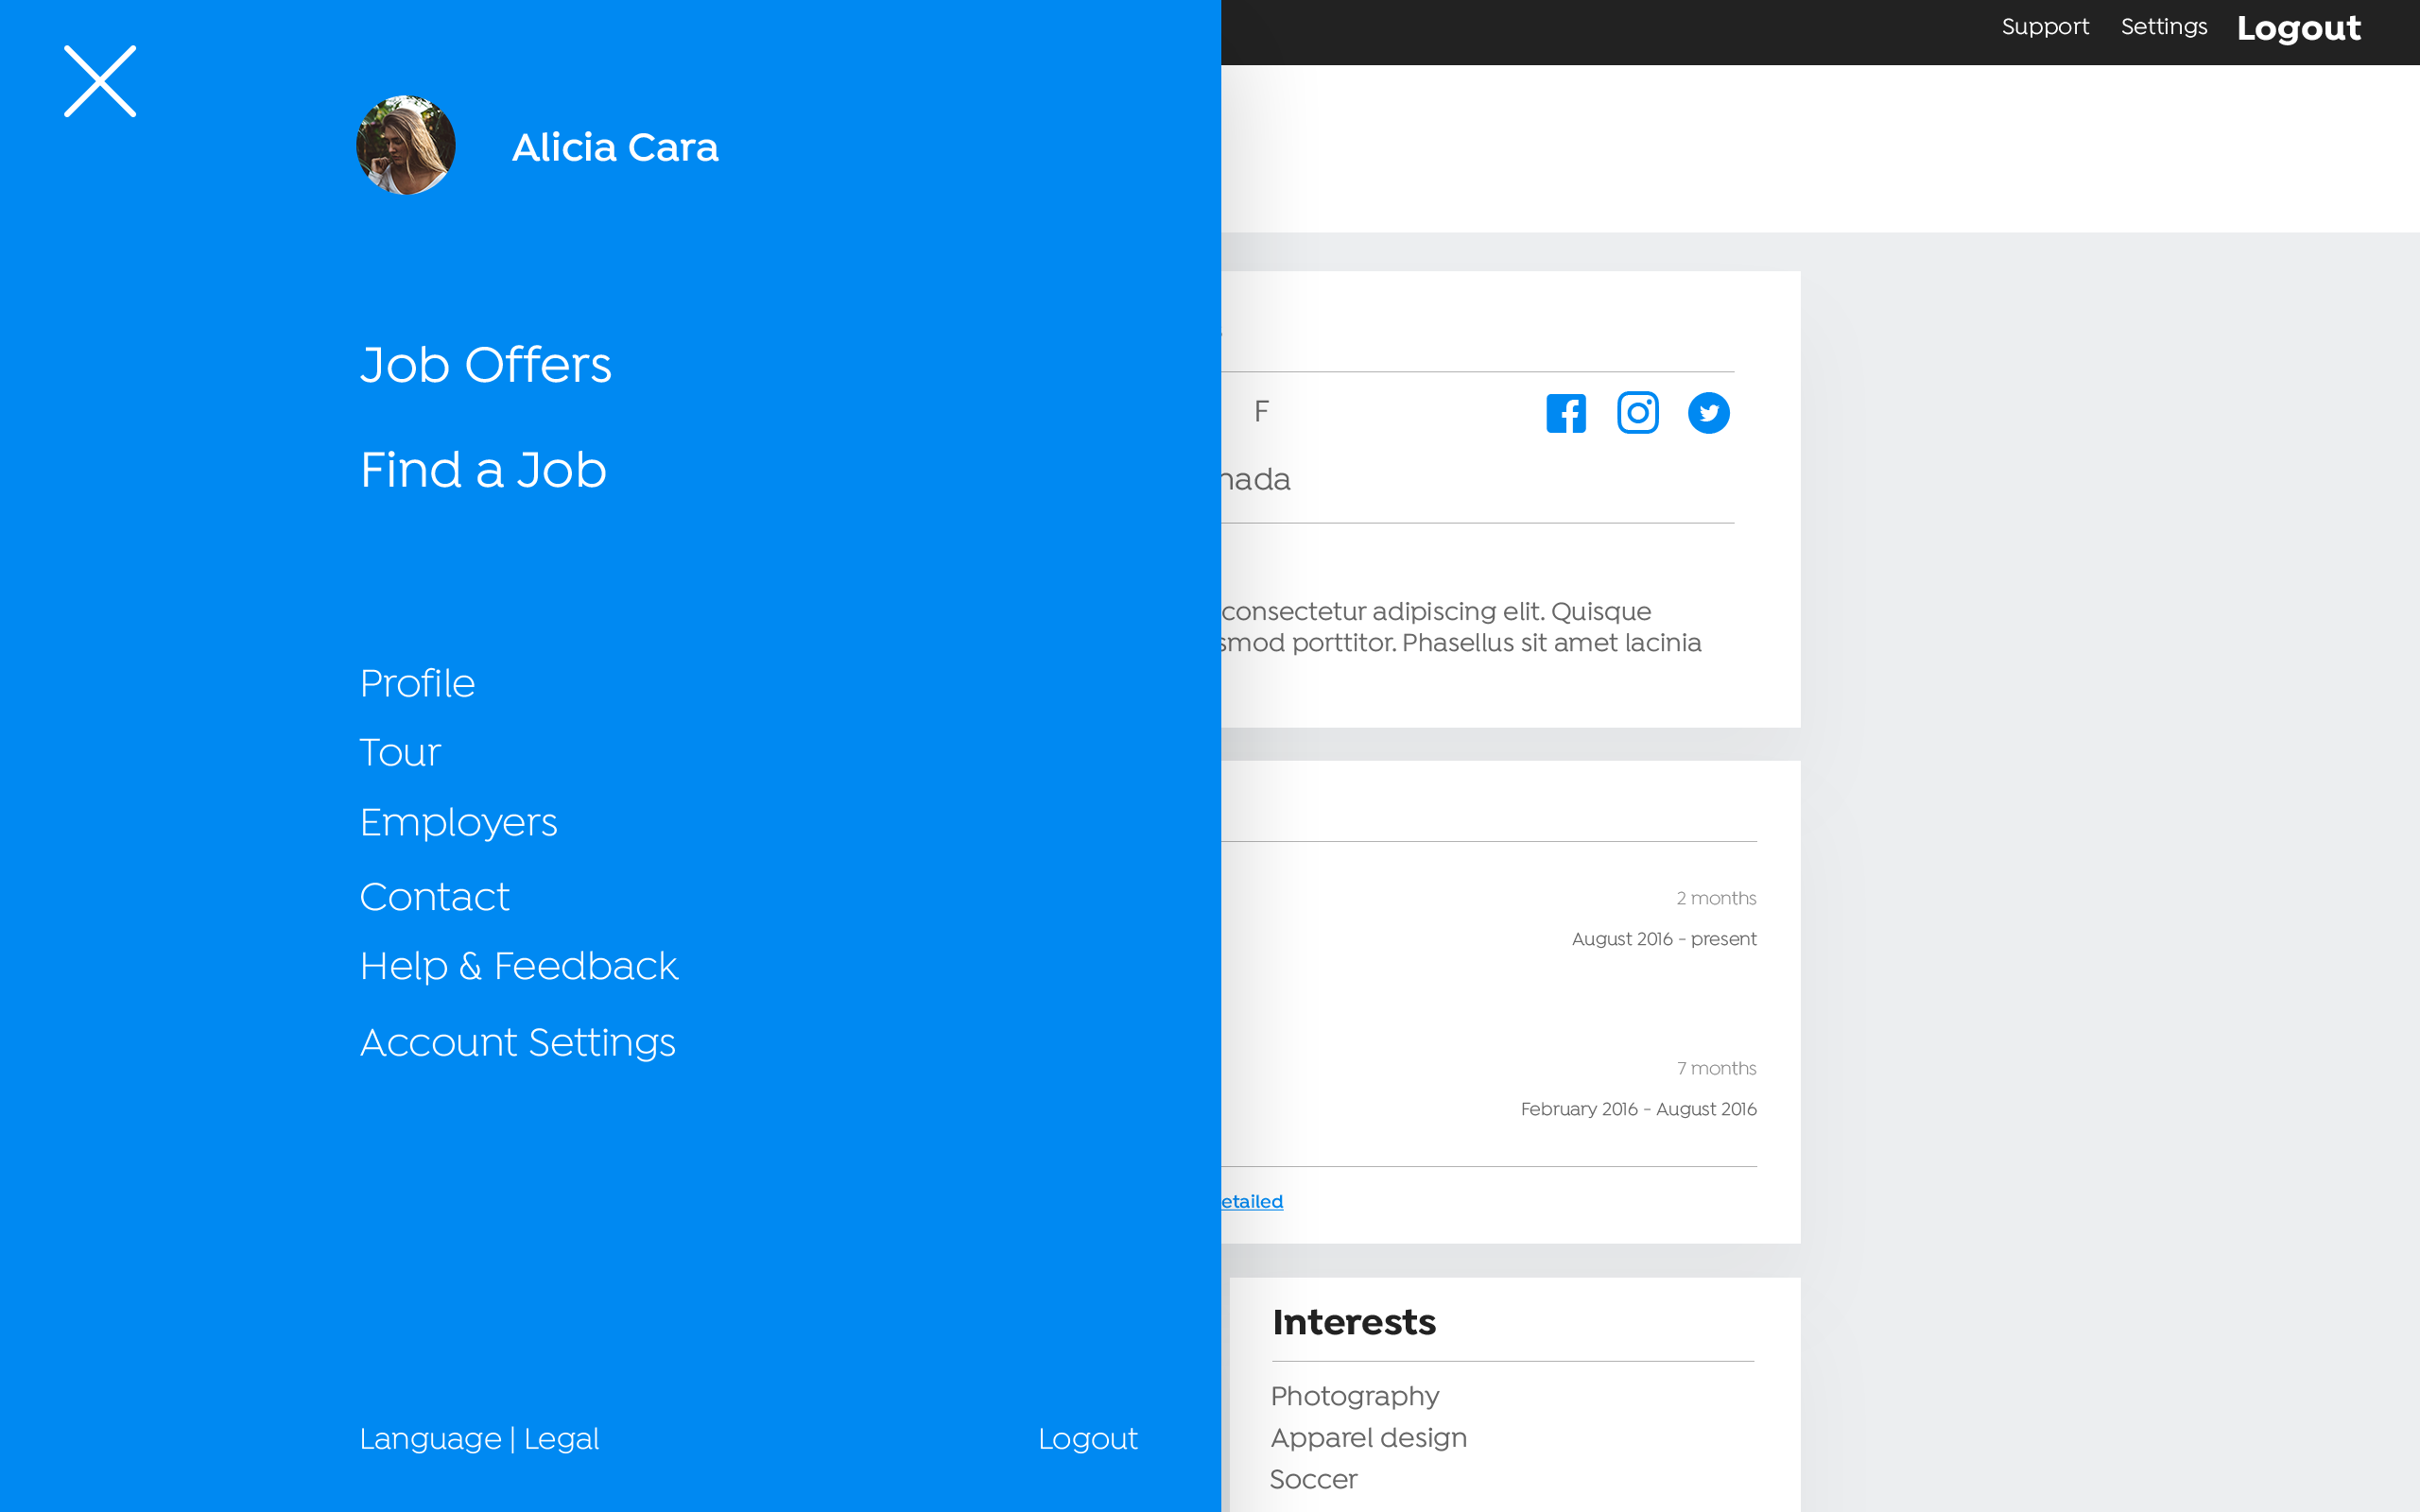 Support Settings Logout
Alicia Cara
Job Offers
Find a Job
Profile
Tour
Employers
Contact
Help & Feedback
Account Settings
Language | Legal
Logout
F
nada
consectetur adipiscing elit. Quisque
smod porttitor. Phasellus sit amet lacinia
2 months
August 2016 - present
7 months
February 2016 - August 2016
etailed
Interests
Photography
Apparel design
Soccer